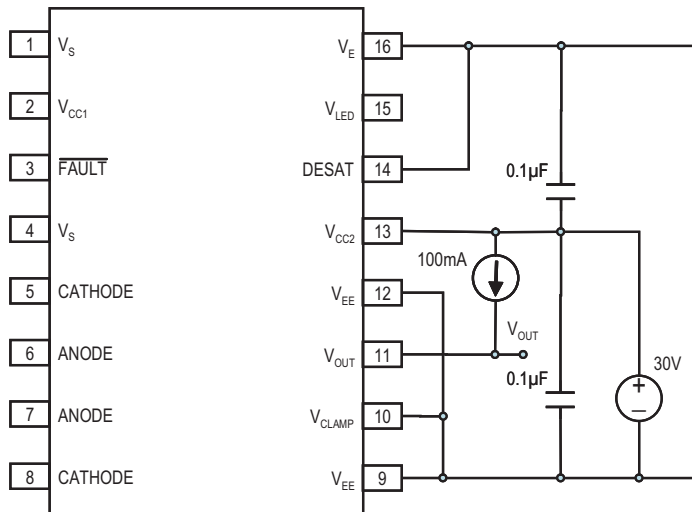 1 V_S
2 V_CC1
3 FAULT
4 V_S
5 CATHODE
6 ANODE
7 ANODE
8 CATHODE
V_E 16
V_LED 15
DESAT 14
V_CC2 13
V_EE 12
V_OUT 11
V_CLAMP 10
V_EE 9
0.1µF
100mA
V_OUT
0.1µF
30V
+
–